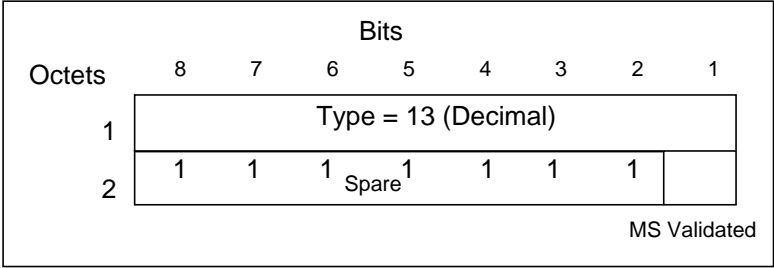 Bits
Octets 8 7 6 5 4 3 2 1
1 Type = 13 (Decimal)
2 1 1 1 Spare 1 1 1 1
MS Validated